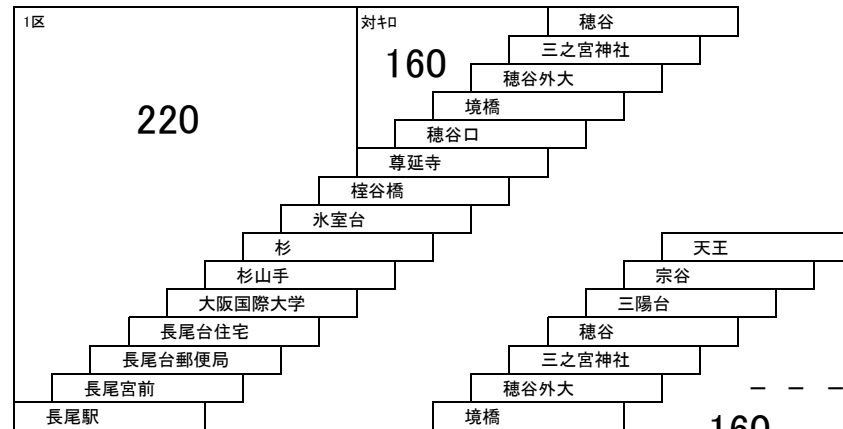 1区
対キロ
穂谷
三之宮神社
160
穂谷外大
境橋
220
穂谷口
尊延寺
樫谷橋
氷室台
杉
天王
杉山手
宗谷
大阪国際大学
三陽台
長尾台住宅
穂谷
長尾台郵便局
三之宮神社
長尾宮前
穂谷外大
長尾駅
境橋
160